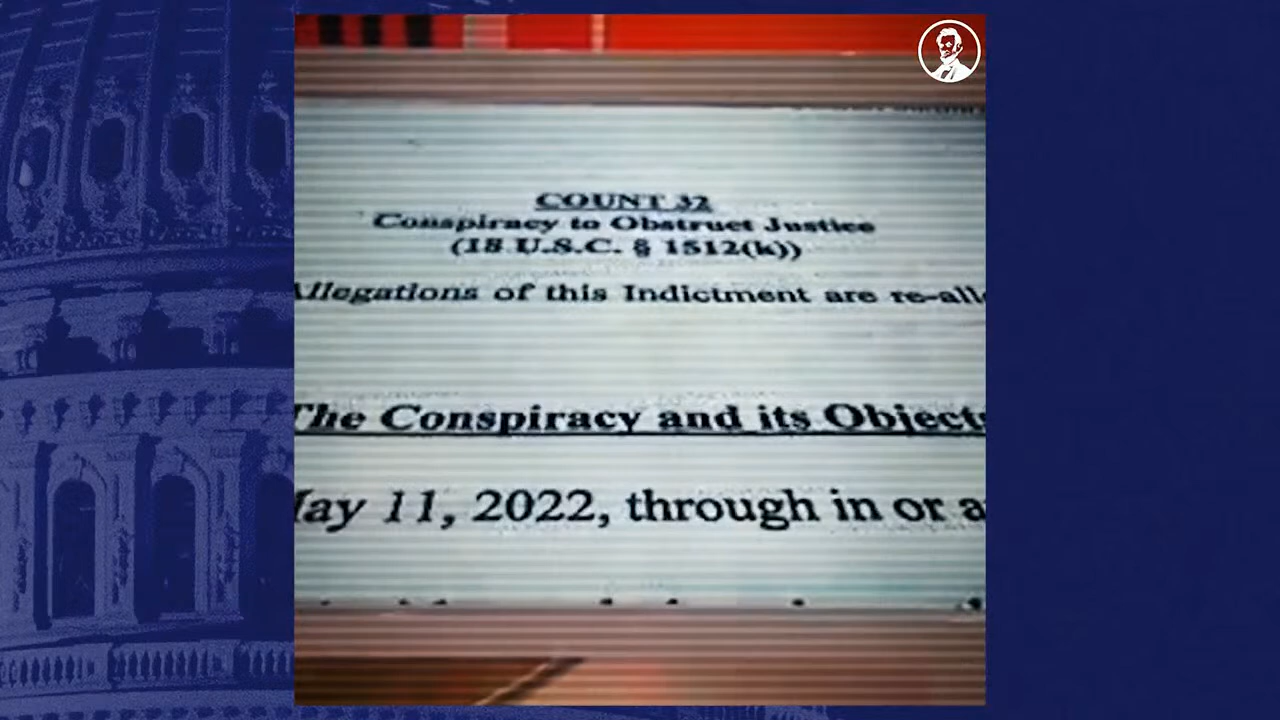 COUNT 32
Conspiracy to Obstruct Justice
(18 U.S.C. § 1512(k))
Allegations of this Indictment are re-all
The Conspiracy and its Objects
May 11, 2022, through in or a